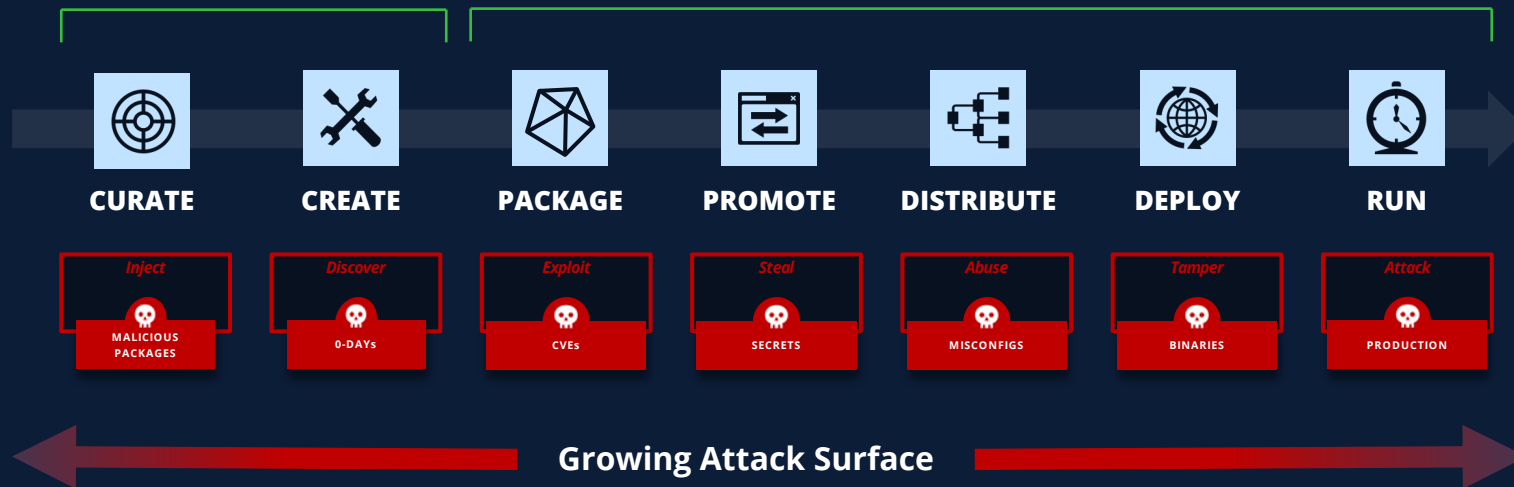 CURATE
CREATE
PACKAGE
PROMOTE
DISTRIBUTE
DEPLOY
RUN
Inject
Discover
Exploit
Steal
Abuse
Tamper
Attack
MALICIOUS
PACKAGES
0-DAYs
CVEs
SECRETS
MISCONFIGS
BINARIES
PRODUCTION
Growing Attack Surface